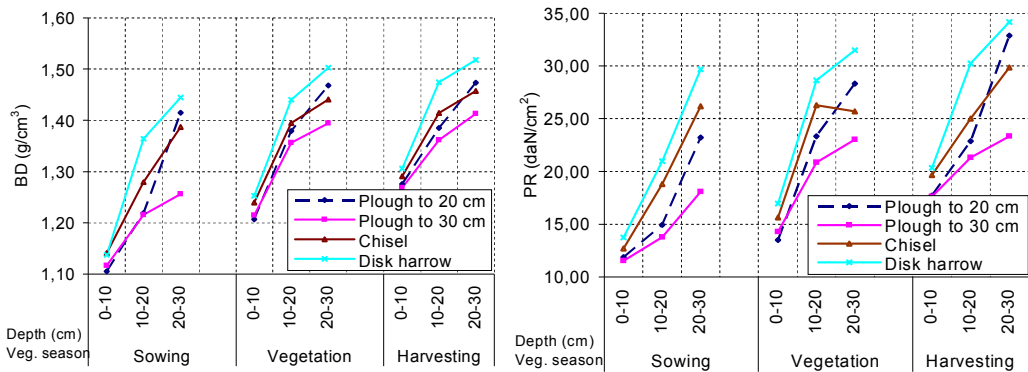 BD (g/cm3)
1,60
1,50
1,40
1,30
1,20
1,10
Plough to 20 cm
Plough to 30 cm
Chisel
Disk harrow
0-10 10-20 20-30 0-10 10-20 20-30 0-10 10-20 20-30
Depth (cm)
Veg. season Sowing Vegetation Harvesting
PR (daN/cm2)
35,00
30,00
25,00
20,00
15,00
10,00
Plough to 20 cm
Plough to 30 cm
Chisel
Disk harrow
0-10 10-20 20-30 0-10 10-20 20-30 0-10 10-20 20-30
Depth (cm)
Veg. season Sowing Vegetation Harvesting